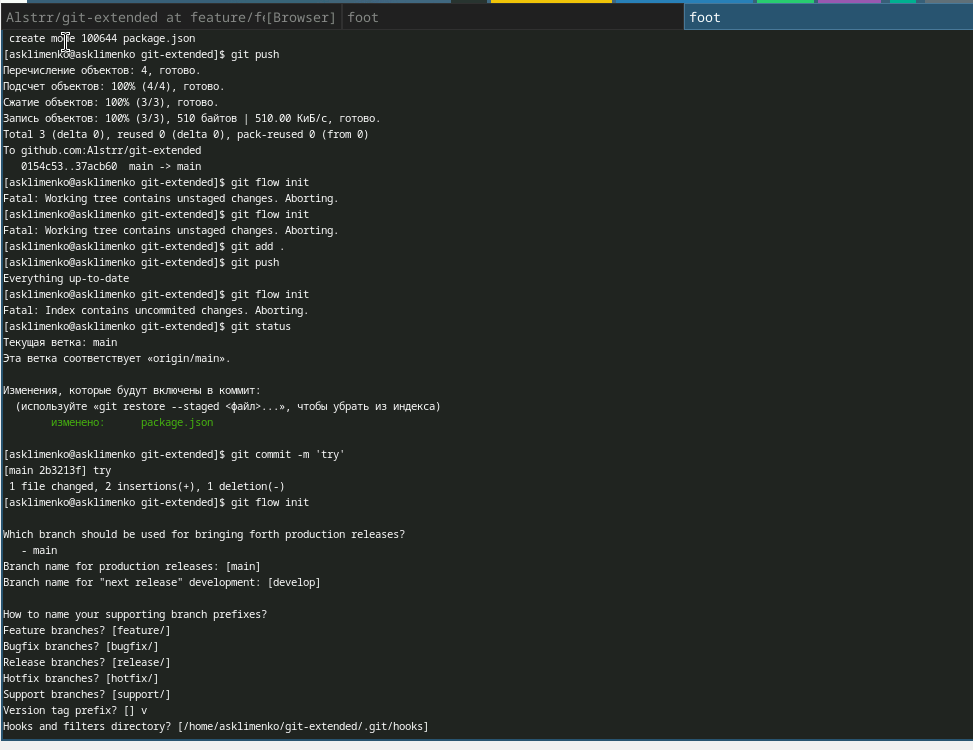 Alstrr/git-extended at feature/f([Browser] foot foot
create mode 100644 package.json
[asklimenko@asklimenko git-extended]$ git push
Перечисление объектов: 4, готово.
Подсчет объектов: 100% (4/4), готово.
Сжатие объектов: 100% (3/3), готово.
Запись объектов: 100% (3/3), 510 байтов | 510.00 КиБ/с, готово.
Total 3 (delta 0), reused 0 (delta 0), pack-reused 0 (from 0)
To github.com:Alstrr/git-extended
   0154c53..37acb60  main -> main
[asklimenko@asklimenko git-extended]$ git flow init
Fatal: Working tree contains unstaged changes. Aborting.
[asklimenko@asklimenko git-extended]$ git flow init
Fatal: Working tree contains unstaged changes. Aborting.
[asklimenko@asklimenko git-extended]$ git add .
[asklimenko@asklimenko git-extended]$ git push
Everything up-to-date
[asklimenko@asklimenko git-extended]$ git flow init
Fatal: Index contains uncommited changes. Aborting.
[asklimenko@asklimenko git-extended]$ git status
Текущая ветка: main
Эта ветка соответствует «origin/main».
Изменения, которые будут включены в коммит:
  (используйте «git restore --staged <файл>...», чтобы убрать из индекса)
        изменено:      package.json
[asklimenko@asklimenko git-extended]$ git commit -m 'try'
[main 2b3213f] try
 1 file changed, 2 insertions(+), 1 deletion(-)
[asklimenko@asklimenko git-extended]$ git flow init
Which branch should be used for bringing forth production releases?
   - main
Branch name for production releases: [main]
Branch name for "next release" development: [develop]
How to name your supporting branch prefixes?
Feature branches? [feature/]
Bugfix branches? [bugfix/]
Release branches? [release/]
Hotfix branches? [hotfix/]
Support branches? [support/]
Version tag prefix? [] v
Hooks and filters directory? [/home/asklimenko/git-extended/.git/hooks]